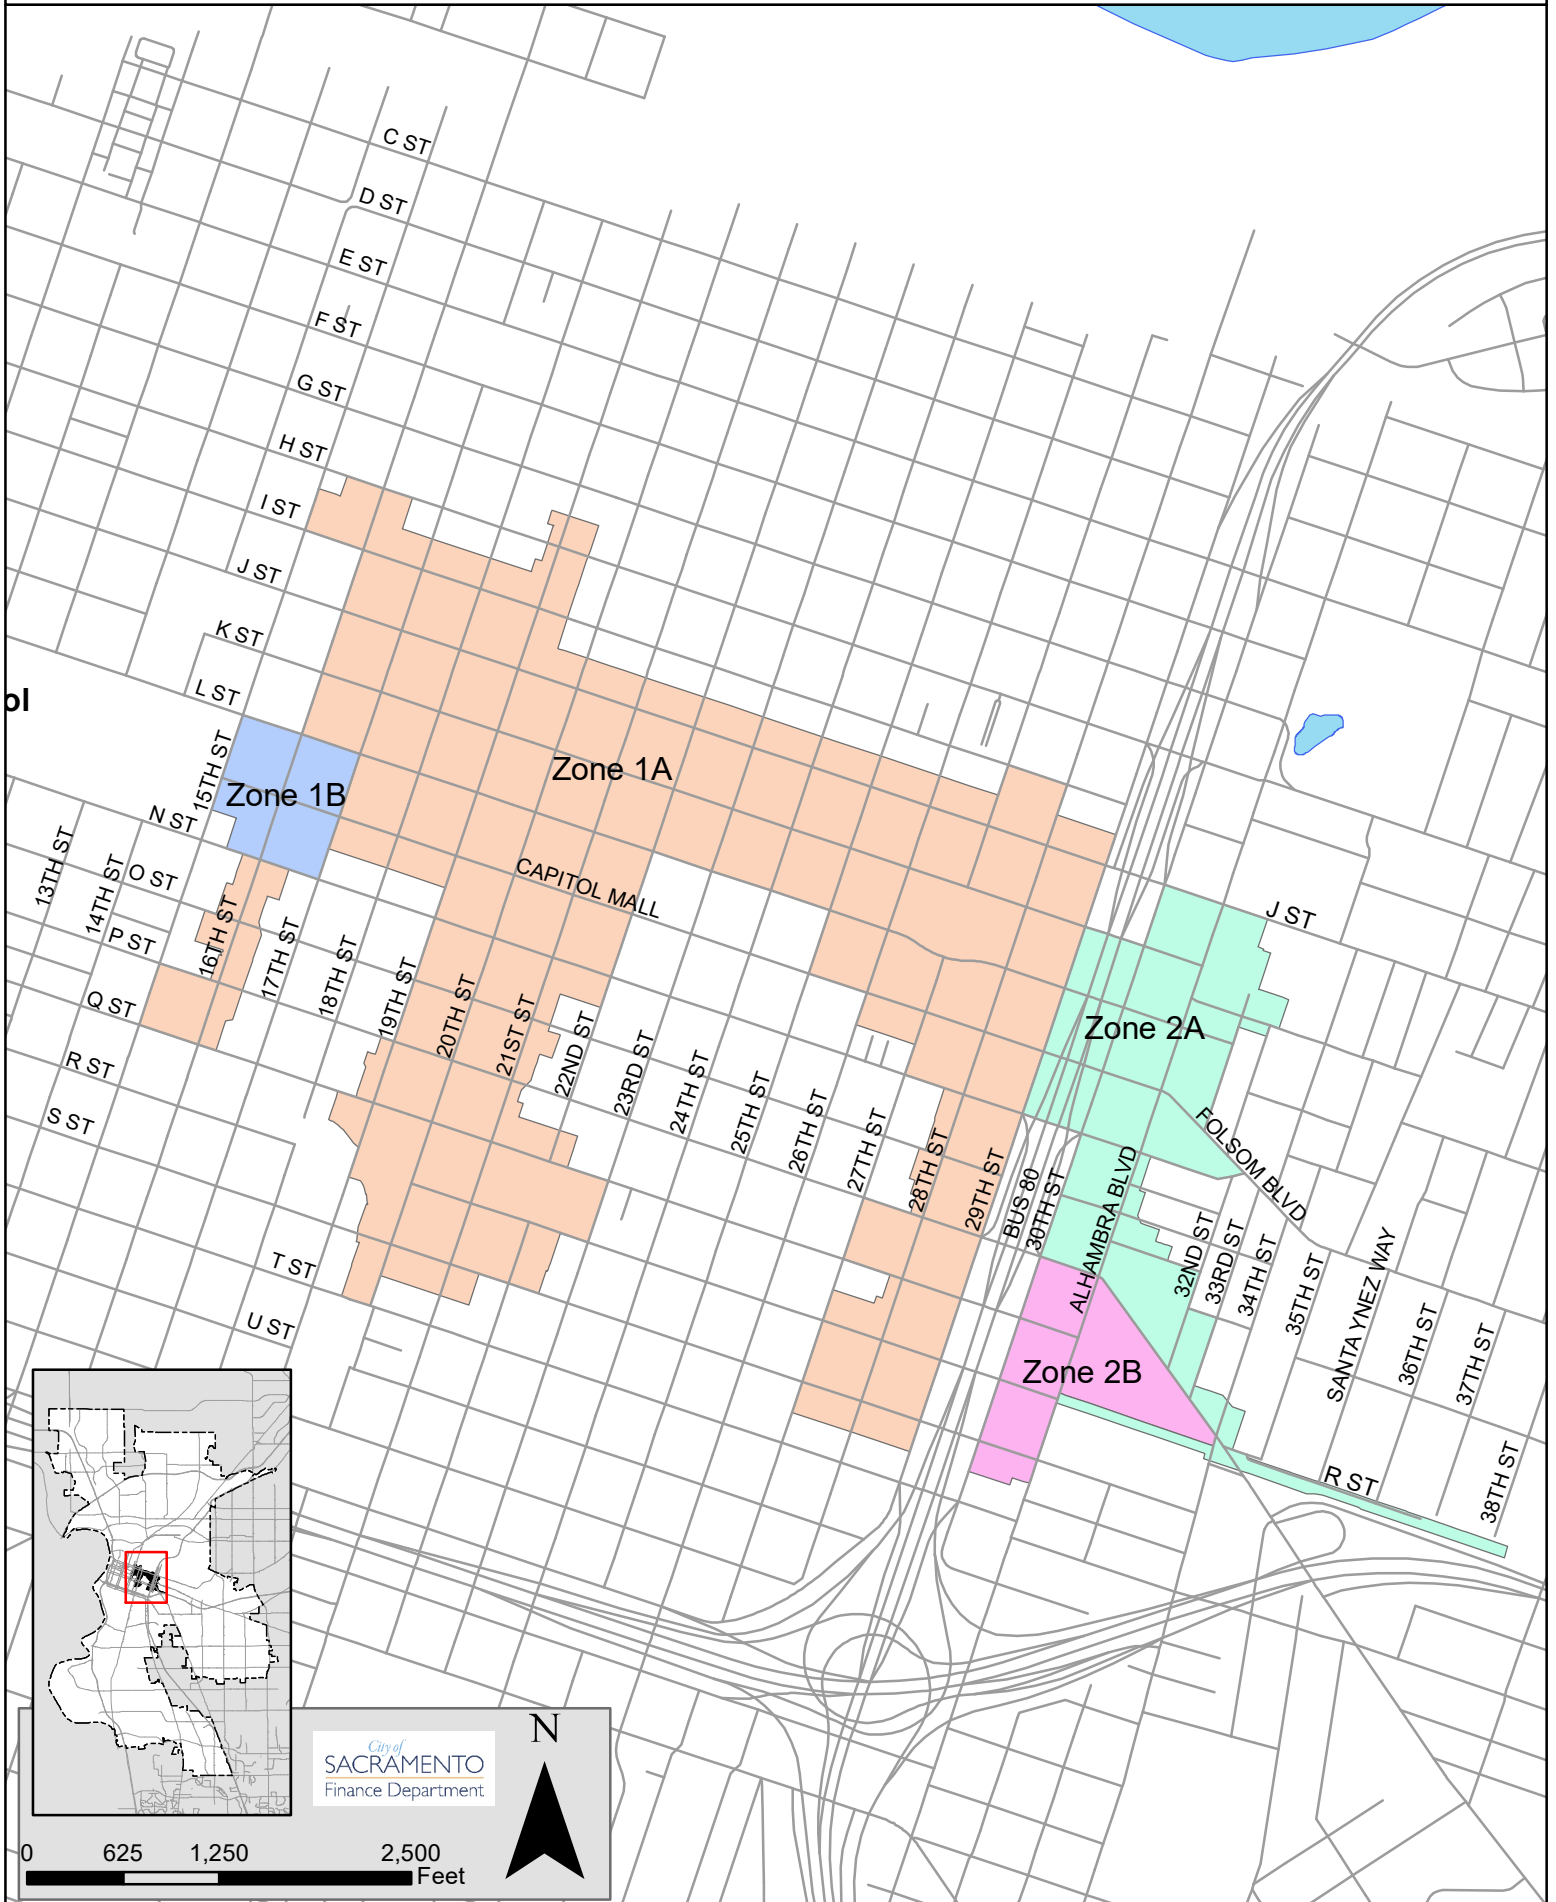 C ST
D ST
E ST
F ST
G ST
H ST
I ST
J ST
K ST
L ST
ol
15TH ST
Zone 1B
Zone 1A
N ST
13TH ST
14TH ST
O ST
CAPITOL MALL
J ST
P ST
16TH ST
17TH ST
18TH ST
19TH ST
20TH ST
21ST ST
22ND ST
23RD ST
24TH ST
25TH ST
26TH ST
27TH ST
28TH ST
29TH ST
BUS 80
30TH ST
ALHAMBRA BLVD
Zone 2A
FOLSOM BLVD
Q ST
R ST
S ST
32ND ST
33RD ST
34TH ST
35TH ST
SANTA YNEZ WAY
36TH ST
37TH ST
38TH ST
T ST
U ST
Zone 2B
R ST
City of
SACRAMENTO
Finance Department
N
0 625 1,250 2,500
Feet